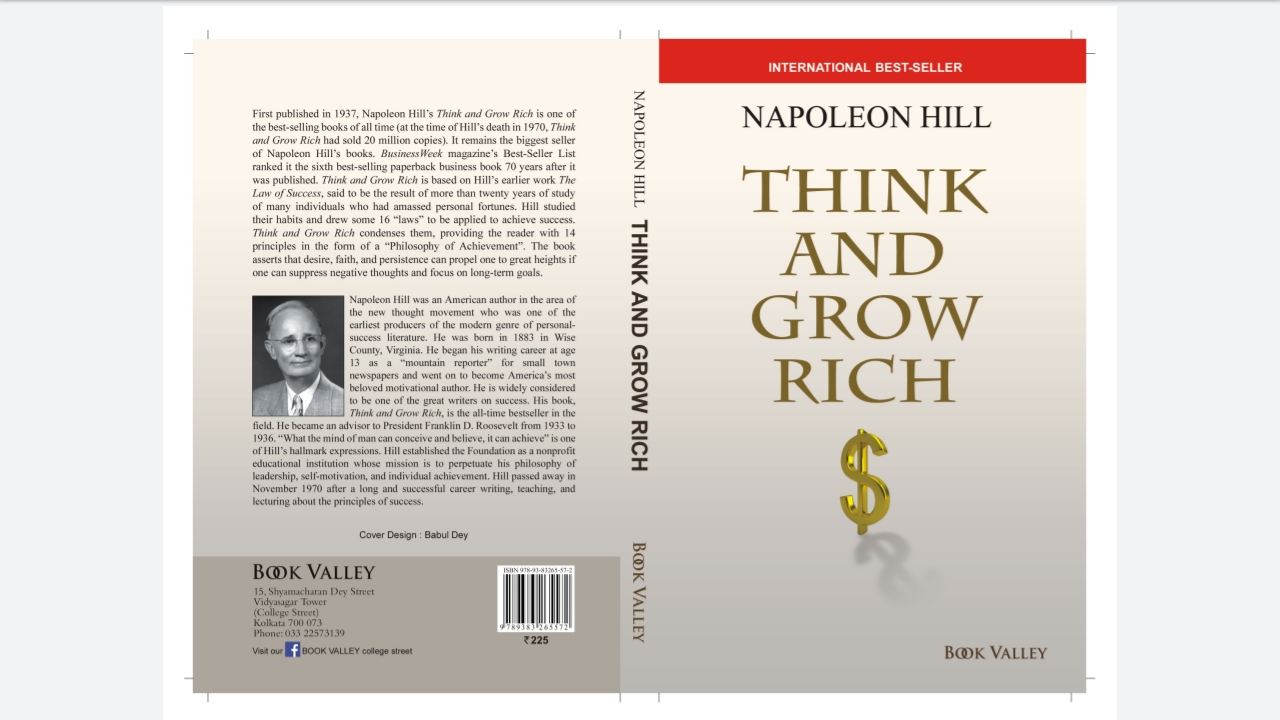 First published in 1937, Napoleon Hill's Think and Grow Rich is one of
the best-selling books of all time (at the time of Hill's death in 1970, Think
and Grow Rich had sold 20 million copies). It remains the biggest seller
of Napoleon Hill's books. BusinessWeek magazine's Best-Seller List
ranked it the sixth best-selling paperback business book 70 years after it
was published. Think and Grow Rich is based on Hill's earlier work The
Law of Success, said to be the result of more than twenty years of study
of many individuals who had amassed personal fortunes. Hill studied
their habits and drew some 16 “laws” to be applied to achieve success.
Think and Grow Rich condenses them, providing the reader with 14
principles in the form of a “Philosophy of Achievement”. The book
asserts that desire, faith, and persistence can propel one to great heights if
one can suppress negative thoughts and focus on long-term goals.
Napoleon Hill was an American author in the area of
the new thought movement who was one of the
earliest producers of the modern genre of personal-
success literature. He was born in 1883 in Wise
County, Virginia. He began his writing career at age
13 as a “mountain reporter” for small town
newspapers and went on to become America's most
beloved motivational author. He is widely considered
to be one of the great writers on success. His book,
Think and Grow Rich, is the all-time bestseller in the
field. He became an advisor to President Franklin D. Roosevelt from 1933 to
1936. “What the mind of man can conceive and believe, it can achieve” is one
of Hill's hallmark expressions. Hill established the Foundation as a nonprofit
educational institution whose mission is to perpetuate his philosophy of
leadership, self-motivation, and individual achievement. Hill passed away in
November 1970 after a long and successful career writing, teaching, and
lecturing about the principles of success.
Cover Design : Babul Dey
BOOK VALLEY
15, Shyamacharan Dey Street
Vidyasagar Tower
(College Street)
Kolkata 700 073
Phone: 033 22573139
Visit our f BOOK VALLEY college street
ISBN 978-93-83265-57-2
9 789383 265572
₹ 225
NAPOLEON HILL THINK AND GROW RICH BOOK VALLEY
INTERNATIONAL BEST-SELLER
NAPOLEON HILL
THINK
AND
GROW
RICH
$
BOOK VALLEY